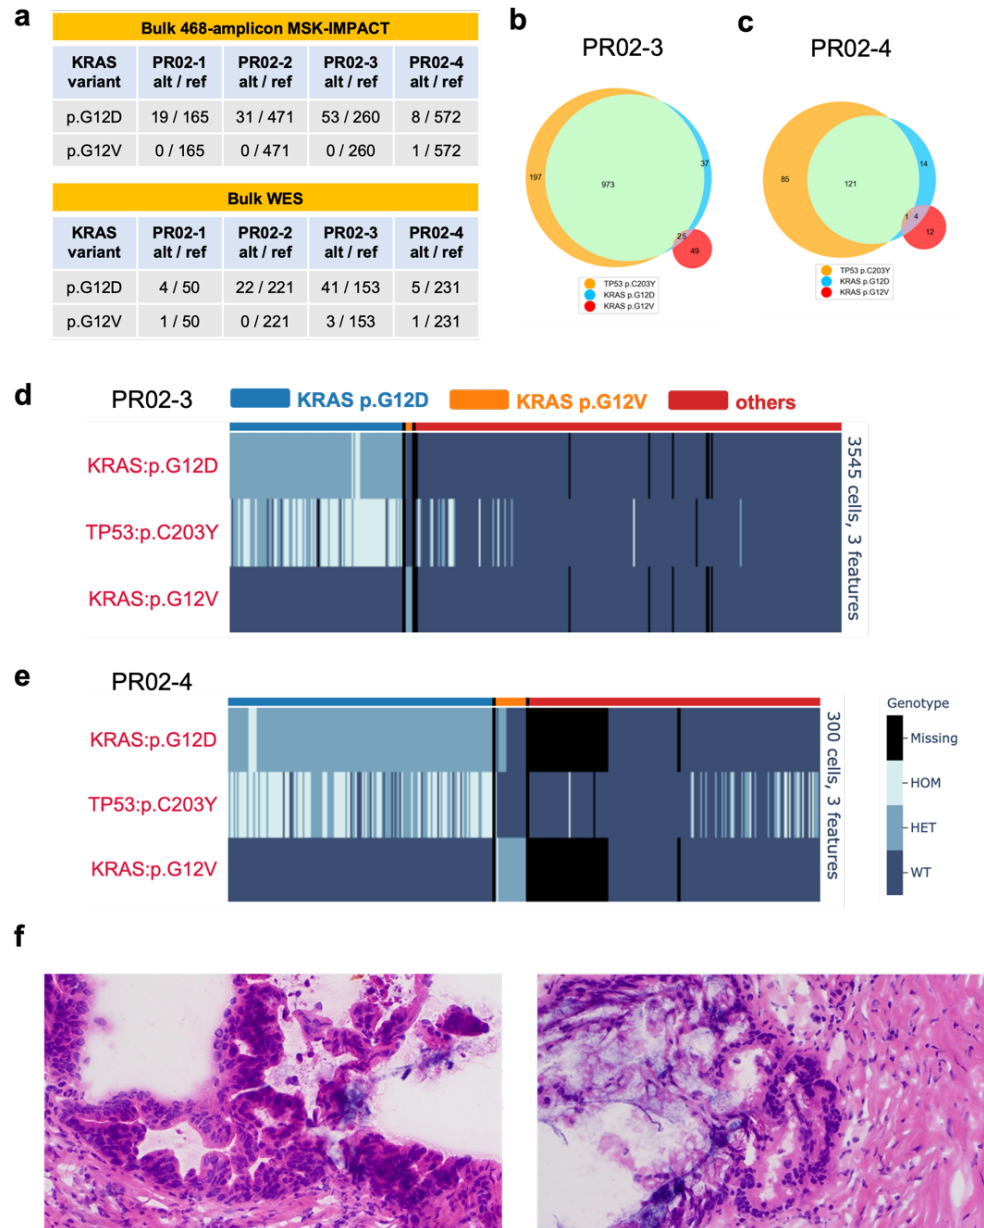 a
Bulk 468-amplicon MSK-IMPACT
KRAS variant PR02-1 alt / ref PR02-2 alt / ref PR02-3 alt / ref PR02-4 alt / ref
p.G12D 19 / 165 31 / 471 53 / 260 8 / 572
p.G12V 0 / 165 0 / 471 0 / 260 1 / 572
Bulk WES
KRAS variant PR02-1 alt / ref PR02-2 alt / ref PR02-3 alt / ref PR02-4 alt / ref
p.G12D 4 / 50 22 / 221 41 / 153 5 / 231
p.G12V 1 / 50 0 / 221 3 / 153 1 / 231
b
PR02-3
197
973
37
25
49
TP53 p.C203Y
KRAS p.G12D
KRAS p.G12V
c
PR02-4
85
121
14
1
4
12
TP53 p.C203Y
KRAS p.G12D
KRAS p.G12V
d
PR02-3
KRAS p.G12D
KRAS p.G12V
others
KRAS:p.G12D
TP53:p.C203Y
KRAS:p.G12V
3545 cells, 3 features
e
PR02-4
KRAS:p.G12D
TP53:p.C203Y
KRAS:p.G12V
300 cells, 3 features
Genotype
Missing
HOM
HET
WT
f